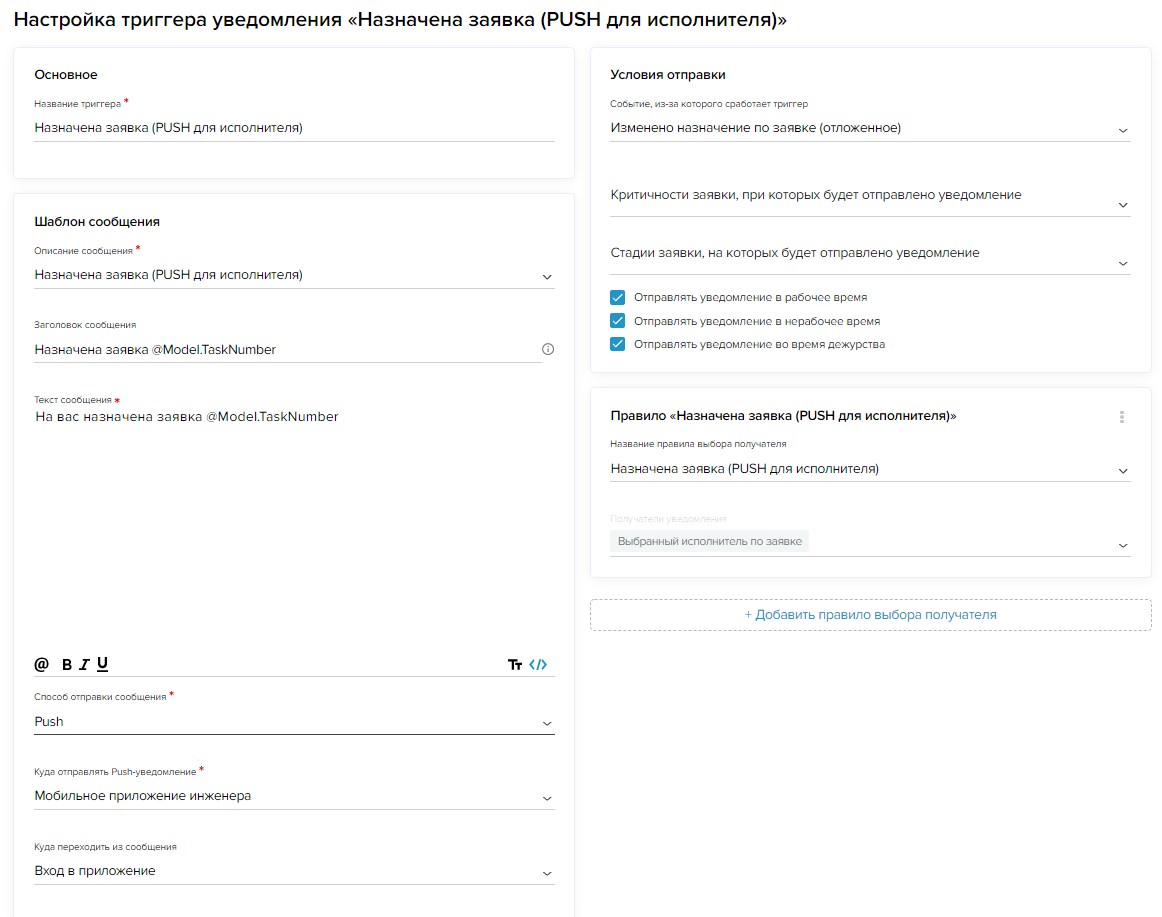 Настройка триггера уведомления «Назначена заявка (PUSH для исполнителя)»
Основное
Название триггера *
Назначена заявка (PUSH для исполнителя)
Шаблон сообщения
Описание сообщения *
Назначена заявка (PUSH для исполнителя)
Заголовок сообщения
Назначена заявка @Model.TaskNumber
Текст сообщения *
На вас назначена заявка @Model.TaskNumber
@ B I U Tт </>
Способ отправки сообщения *
Push
Куда отправлять Push-уведомление *
Мобильное приложение инженера
Куда переходить из сообщения
Вход в приложение
Условия отправки
Событие, из-за которого сработает триггер
Изменено назначение по заявке (отложенное)
Критичности заявки, при которых будет отправлено уведомление
Стадии заявки, на которых будет отправлено уведомление
Отправлять уведомление в рабочее время
Отправлять уведомление в нерабочее время
Отправлять уведомление во время дежурства
Правило «Назначена заявка (PUSH для исполнителя)»
Название правила выбора получателя
Назначена заявка (PUSH для исполнителя)
Получатели уведомления
Выбранный исполнитель по заявке
+ Добавить правило выбора получателя